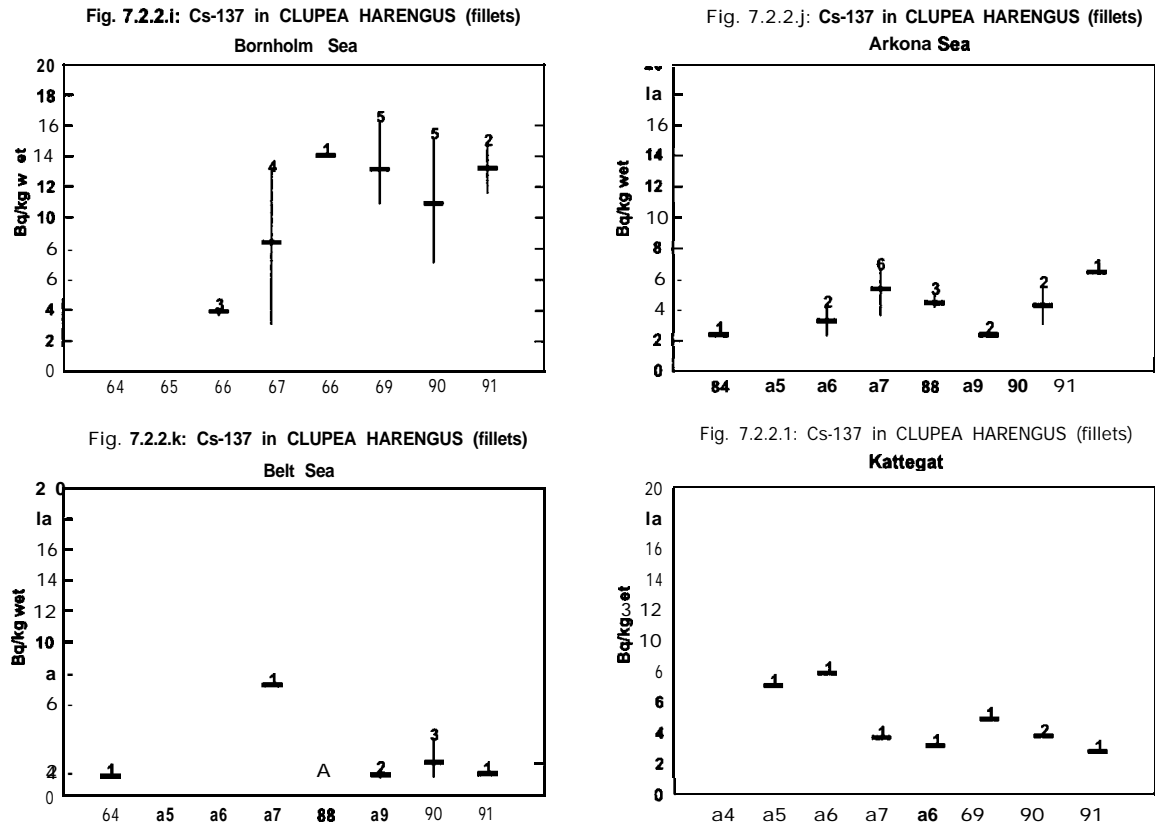 Fig. 7.2.2.i: Cs-137 in CLUPEA HARENGUS (fillets)
Bornholm Sea
20
18
16
14
12
10
6
6
4
2
0
Bq/kg w et
3
4
1
5
5
2
64 65 66 67 66 69 90 91
Fig. 7.2.2.j: Cs-137 in CLUPEA HARENGUS (fillets)
Arkona Sea
la
16
14
12
10
8
6
4
2
0
Bq/kg wet
1
2
6
3
2
2
1
84 a5 a6 a7 88 a9 90 91
Fig. 7.2.2.k: Cs-137 in CLUPEA HARENGUS (fillets)
Belt Sea
2 0
la
16
14
12
10
a
6
0
Bq/kg wet
1
1
A
2
3
1
64 a5 a6 a7 88 a9 90 91
Fig. 7.2.2.1: Cs-137 in CLUPEA HARENGUS (fillets)
Kattegat
20
la
16
14
3 12
10
6
6
4
2
0
Bq/kg et
1
1
1
1
1
2
1
a4 a5 a6 a7 a6 69 90 91